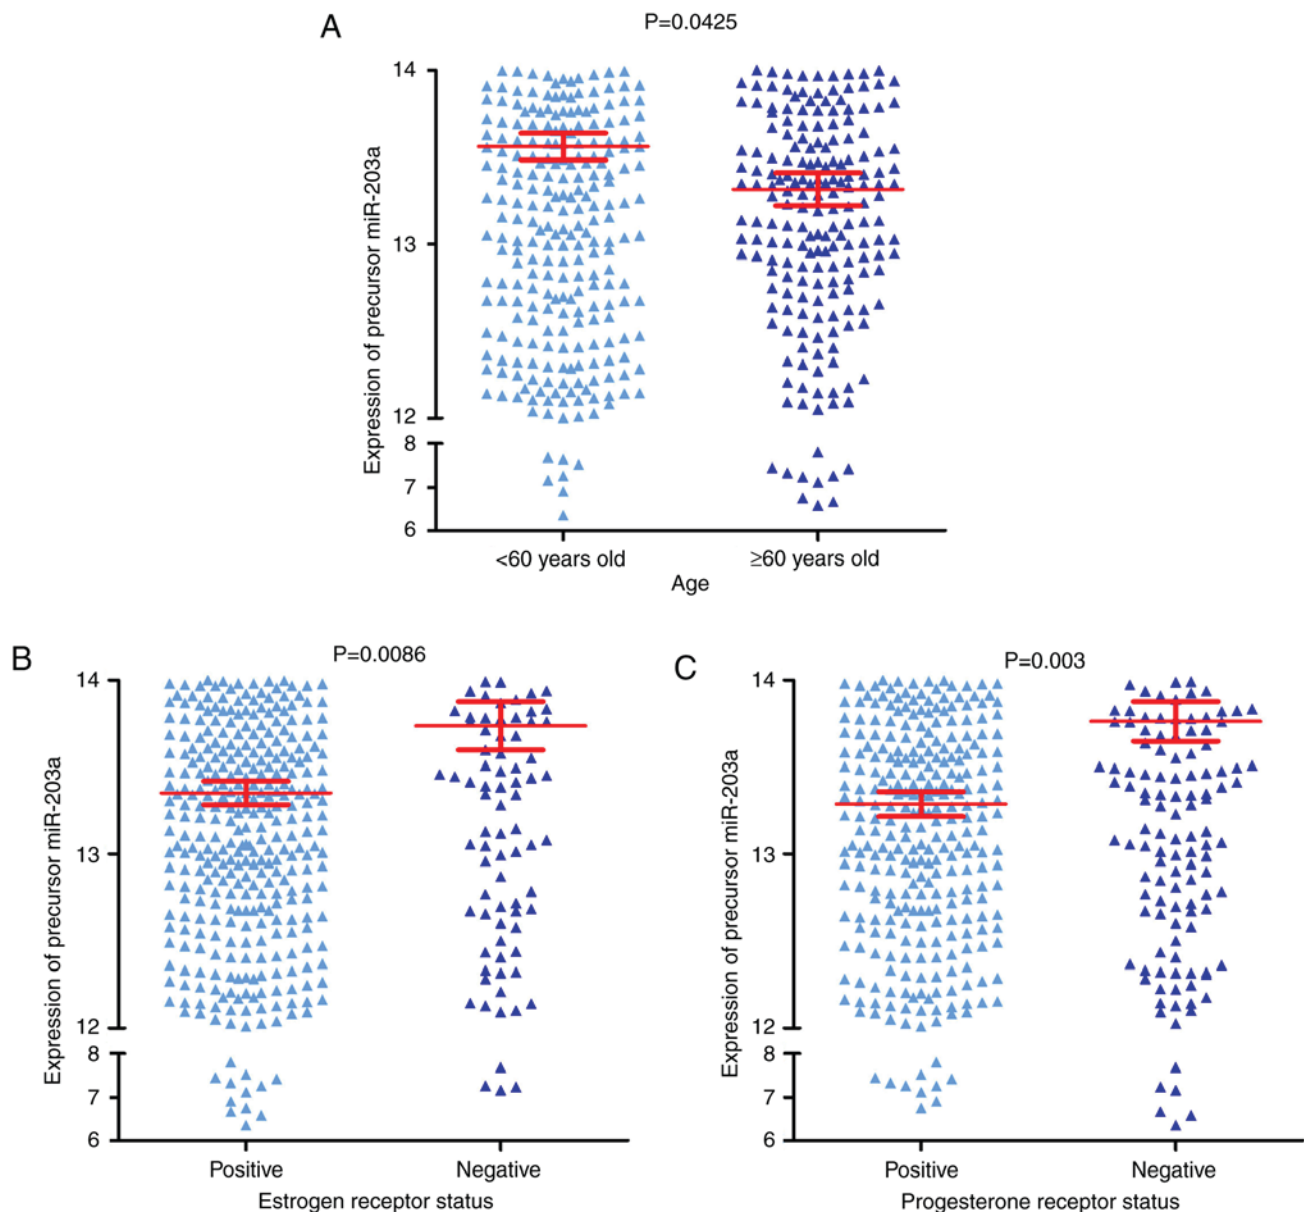 A
P=0.0425
Expression of precursor miR-203a
14
13
12
8
7
6
<60 years old
≥60 years old
Age
B
P=0.0086
Expression of precursor miR-203a
14
13
12
8
7
6
Positive
Negative
Estrogen receptor status
C
P=0.003
Expression of precursor miR-203a
14
13
12
8
7
6
Positive
Negative
Progesterone receptor status